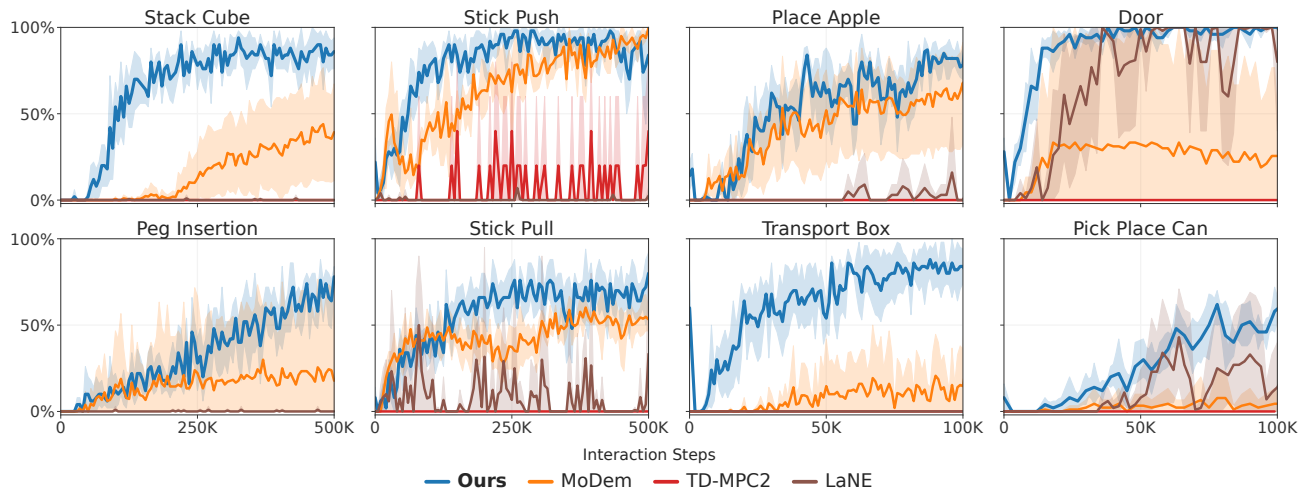 Stack Cube Stick Push Place Apple Door
100%
50%
0%
Peg Insertion Stick Pull Transport Box Pick Place Can
100%
50%
0%
0 250K 500K 0 250K 500K 0 50K 100K 0 50K 100K
Interaction Steps
Ours MoDem TD-MPC2 LaNE